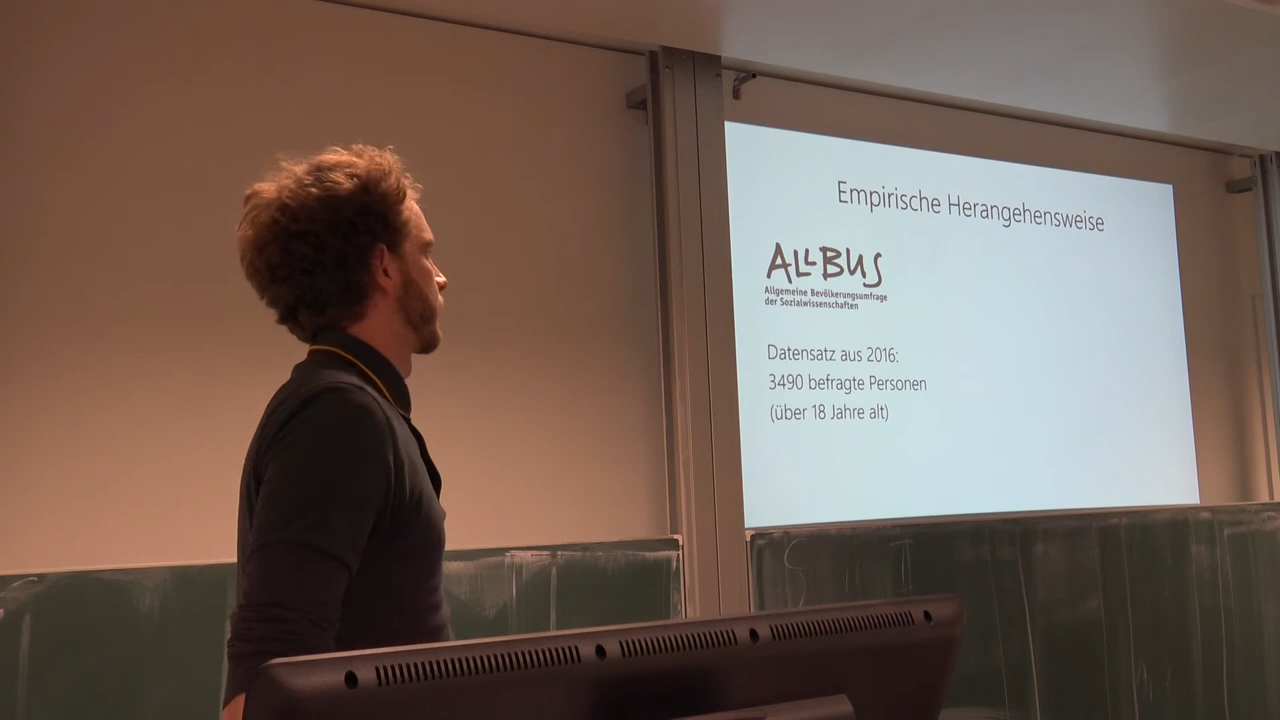 Empirische Herangehensweise
ALLBUS
Allgemeine Bevölkerungsumfrage
der Sozialwissenschaften
Datensatz aus 2016:
3490 befragte Personen
(über 18 Jahre alt)